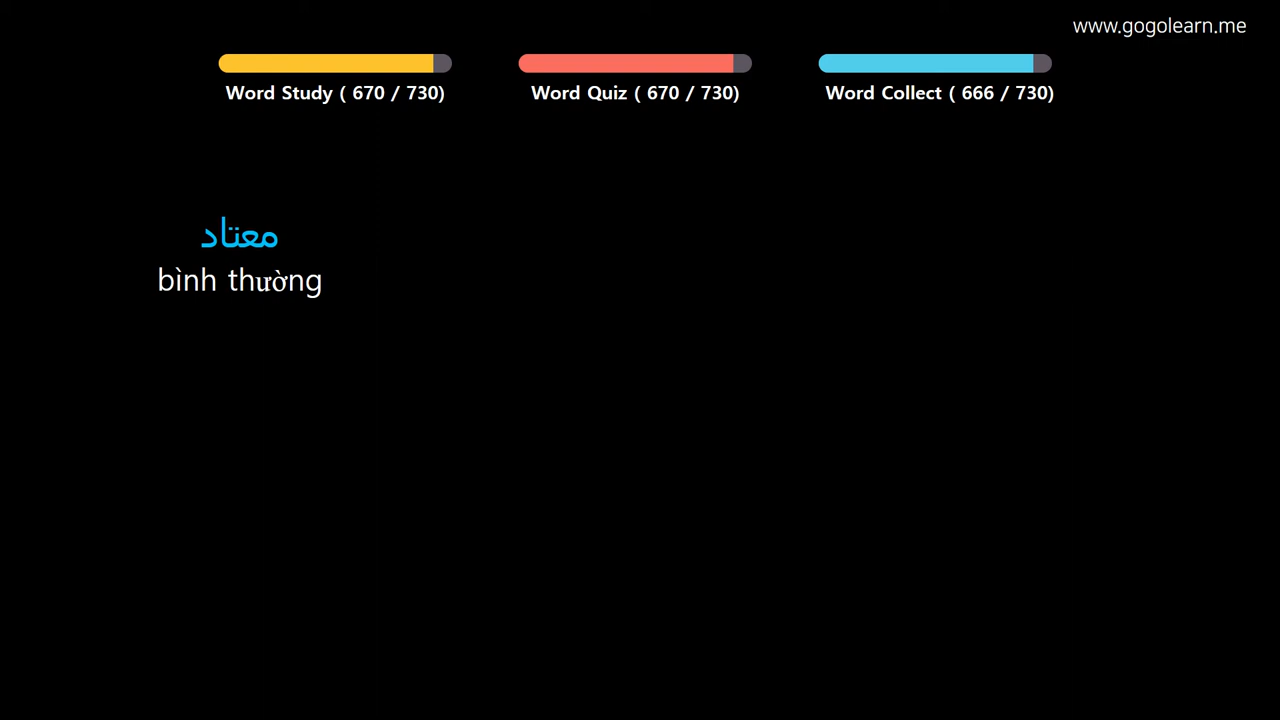 www.gogolearn.me
Word Study ( 670 / 730)
Word Quiz ( 670 / 730)
Word Collect ( 666 / 730)
معتاد
bình thường